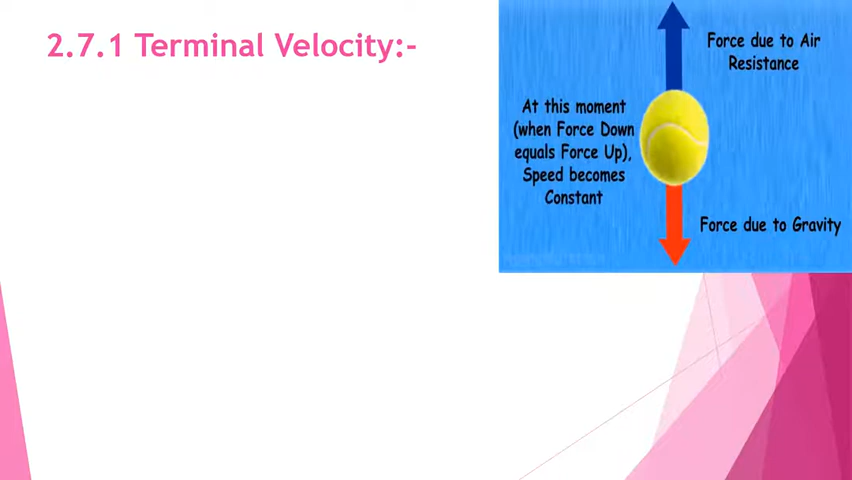 2.7.1 Terminal Velocity:-
Force due to Air
Resistance
At this moment
(when Force Down
equals Force Up),
Speed becomes
Constant
Force due to Gravity